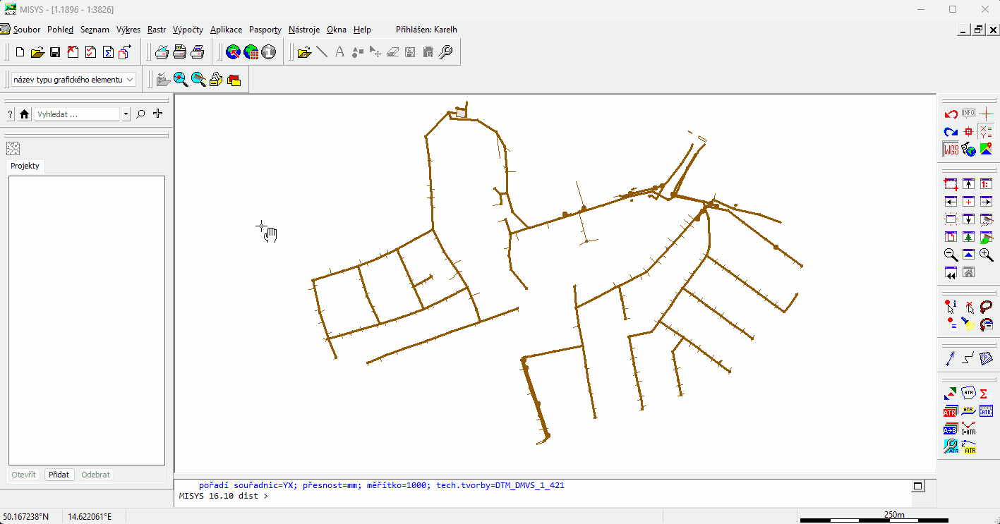 MISYS - [1.1896 - 1:3826]
Soubor Pohled Seznam Výkres Rastr Výpočty Aplikace Pasporty Nástroje Okna Help Přihlášen: Karelh
název typu grafického elementu
? Vyhledat ...
INFO
X=
Y=
WGS
Projekty
1:
ATR Σ
ATR ATR ATR
A→B I=ATR
ATR K ATR
Otevřít Přidat Odebrat
pořadí souřadnic=YX; přesnost=mm; měřítko=1000; tech.tvorby=DTM_DMVS_1_421
MISYS 16.10 dist >
50.167238°N 14.622061°E 250m